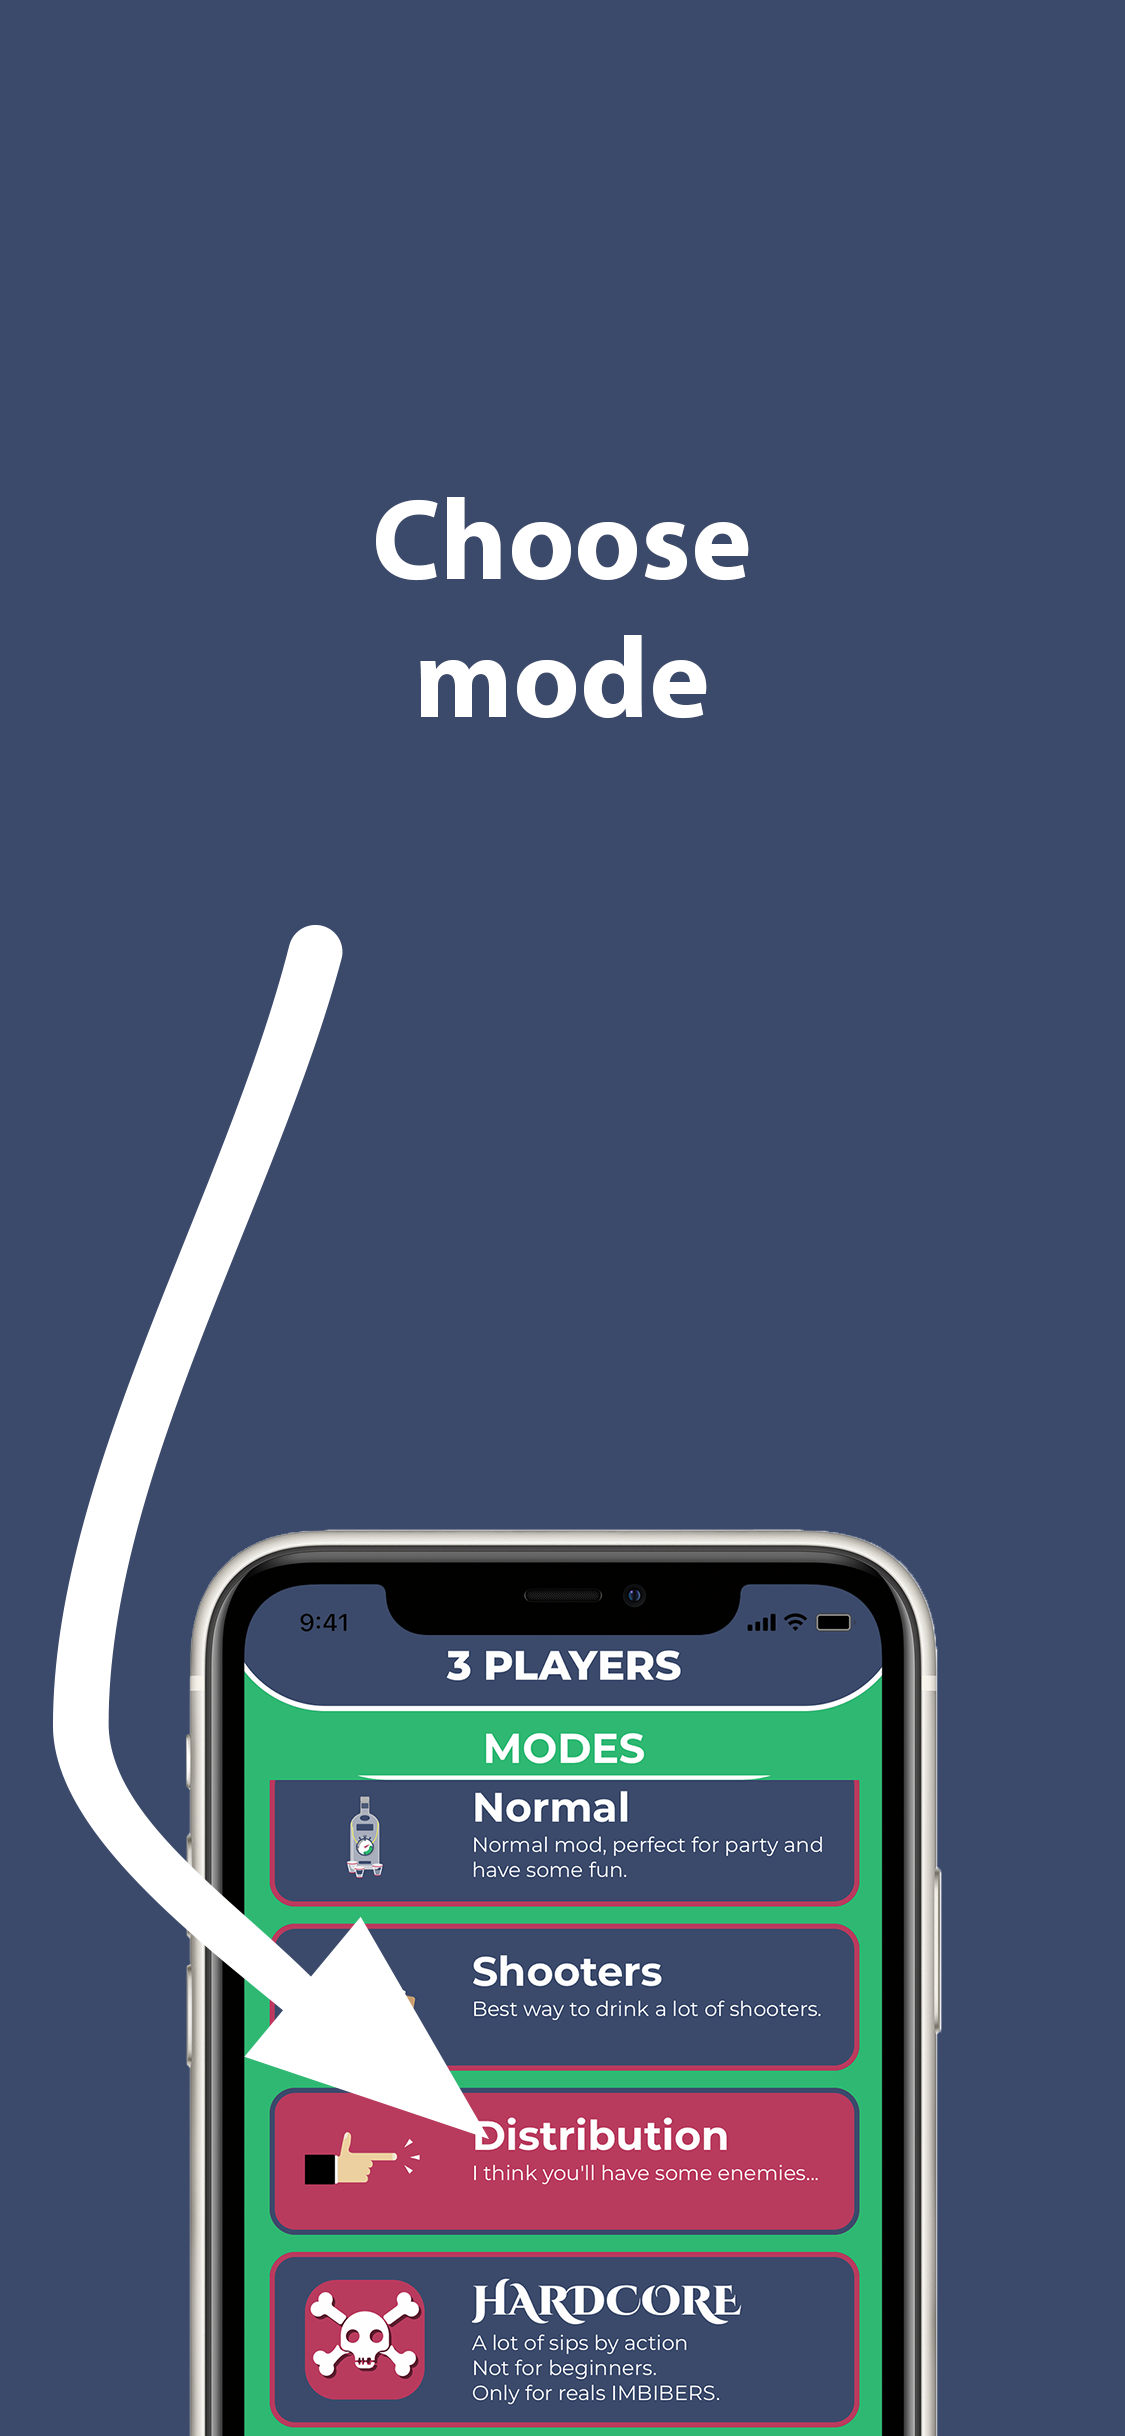 Choose
mode
9:41
3 PLAYERS
MODES
Normal
Normal mod, perfect for party and
have some fun.
Shooters
Best way to drink a lot of shooters.
Distribution
I think you'll have some enemies...
HARDCORE
A lot of sips by action
Not for beginners.
Only for reals IMBIBERS.